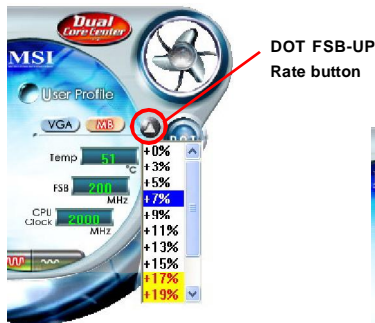 Dual
Core Center
MSI
User Profile
VGA MB
DOT FSB-UP
Rate button
Temp 51 °C
FSB 200 MHz
CPU Clock 2000 MHz
+0%
+3%
+5%
+7%
+9%
+11%
+13%
+15%
+17%
+19%